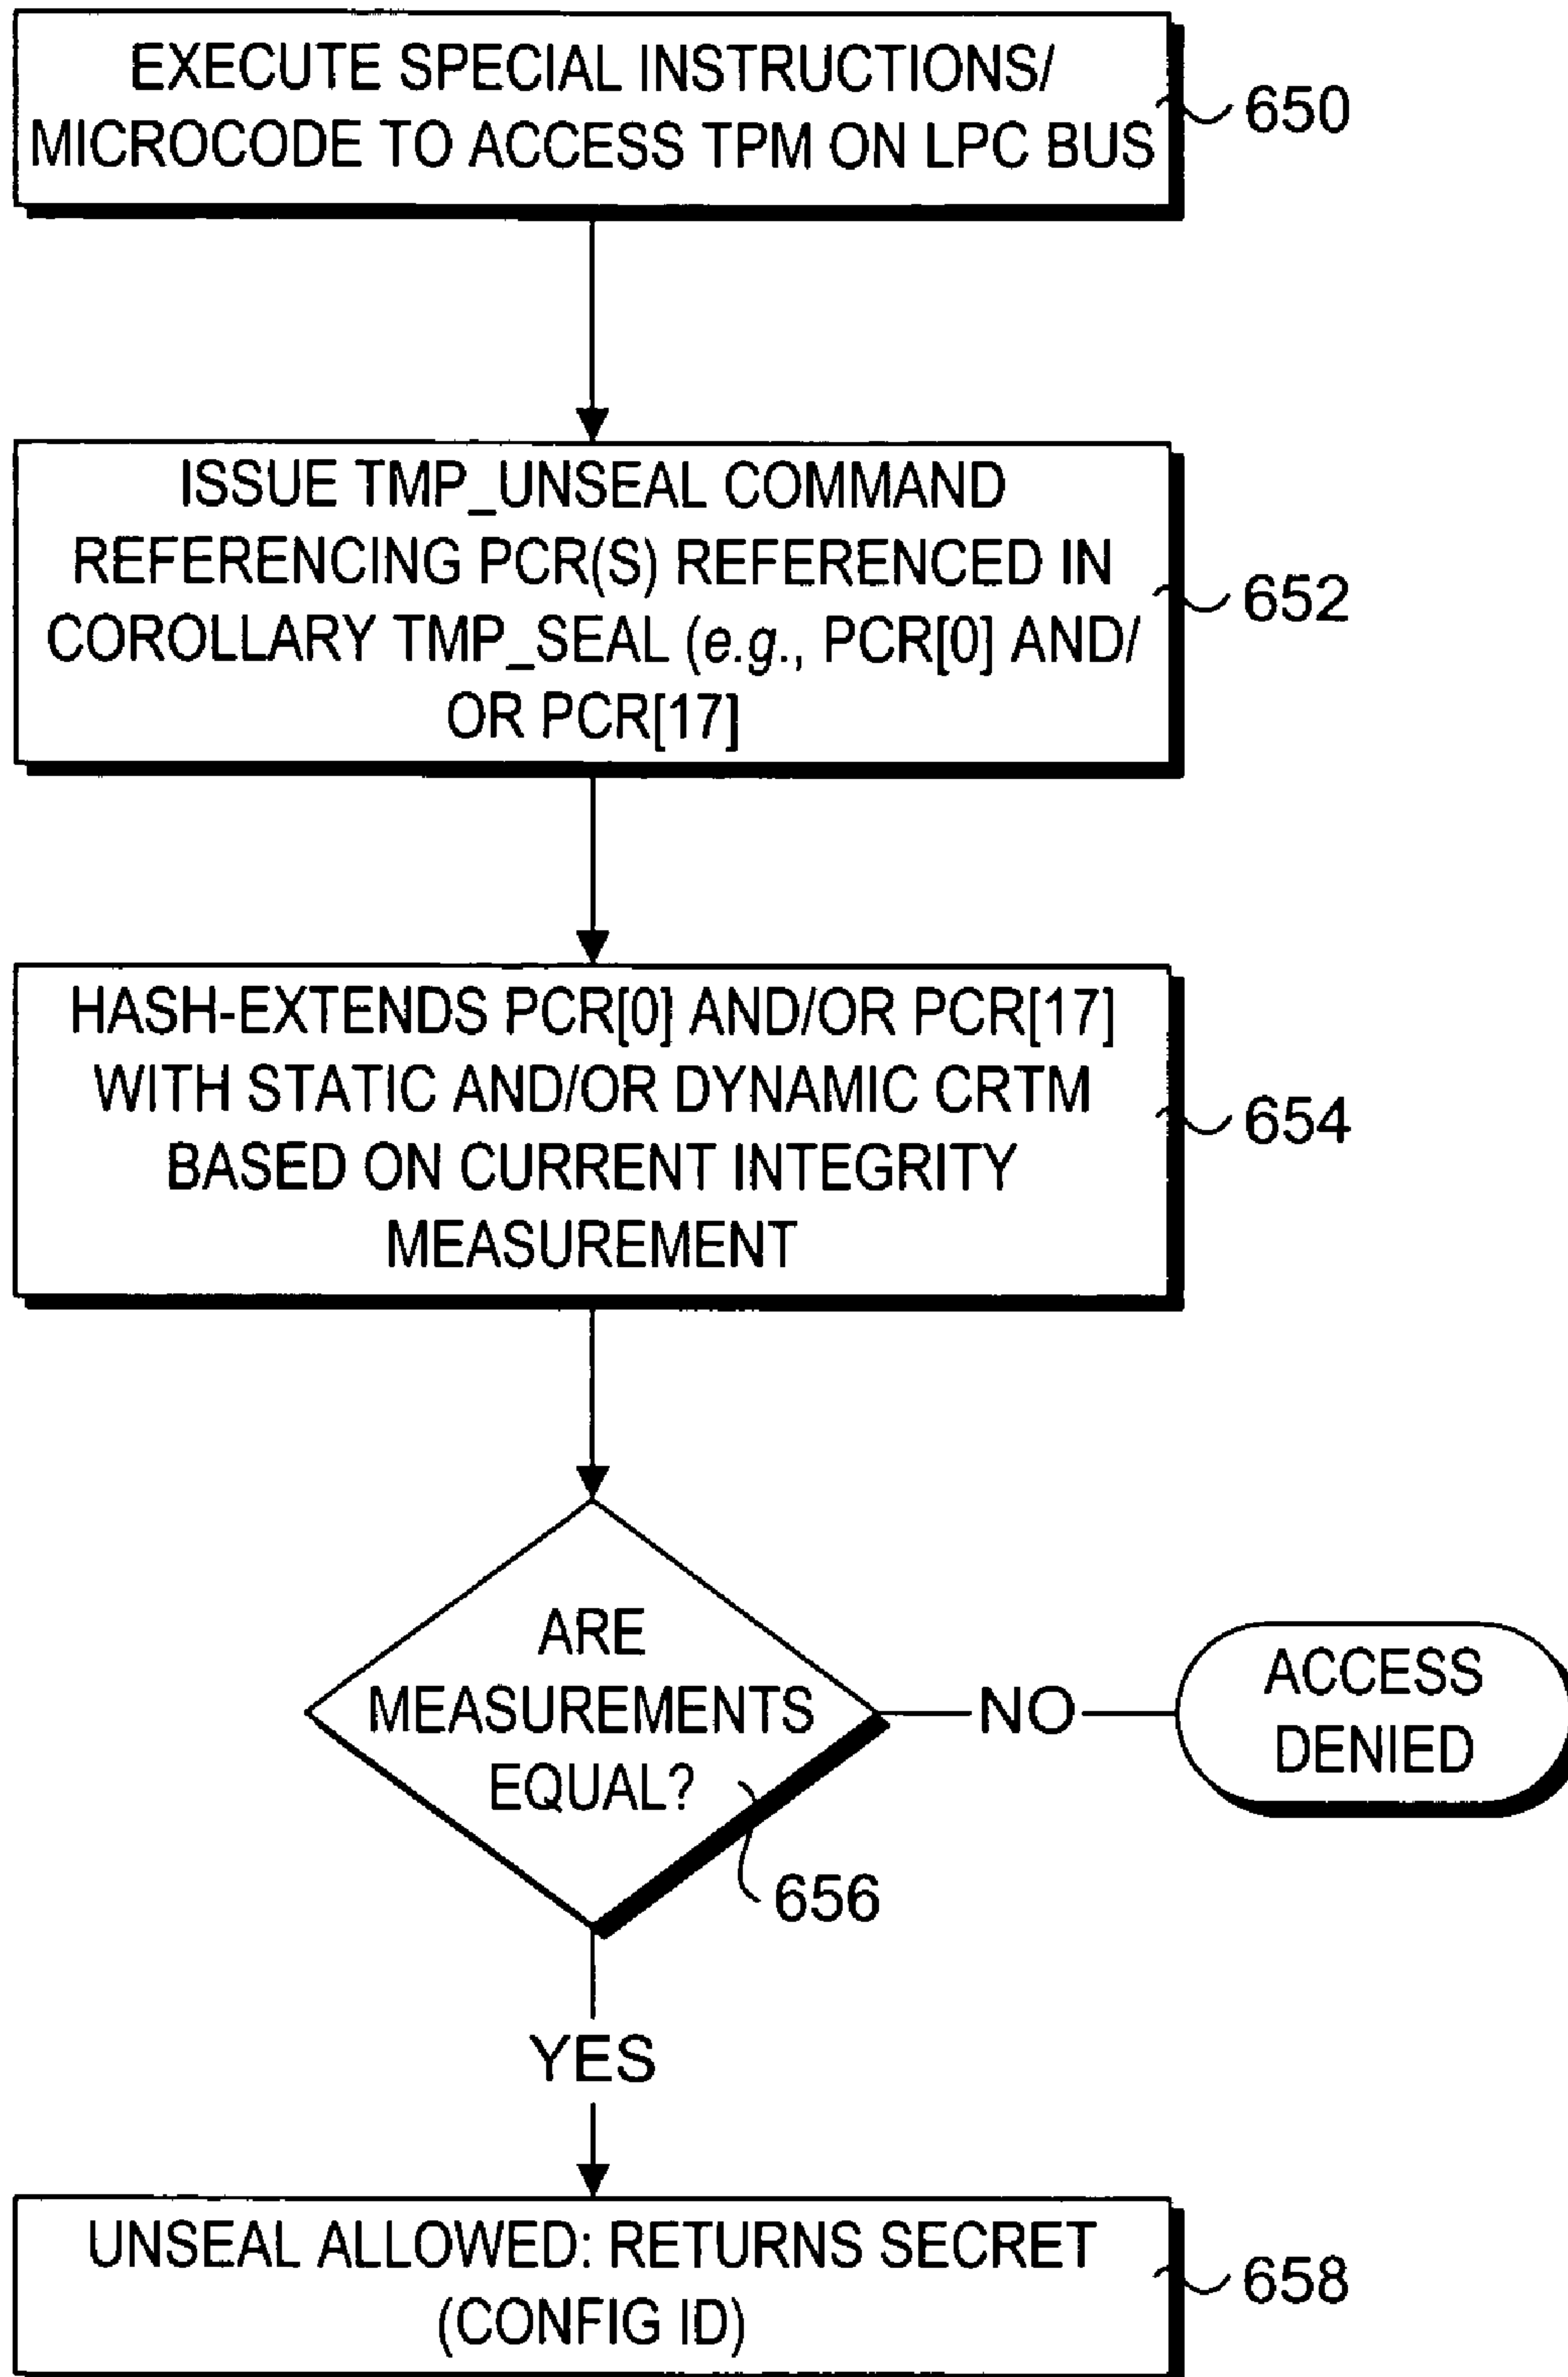 EXECUTE SPECIAL INSTRUCTIONS/
MICROCODE TO ACCESS TPM ON LPC BUS
650
ISSUE TMP_UNSEAL COMMAND
REFERENCING PCR(S) REFERENCED IN
COROLLARY TMP_SEAL (e.g., PCR[0] AND/
OR PCR[17]
652
HASH-EXTENDS PCR[0] AND/OR PCR[17]
WITH STATIC AND/OR DYNAMIC CRTM
BASED ON CURRENT INTEGRITY
MEASUREMENT
654
ARE
MEASUREMENTS
EQUAL?
656
NO
ACCESS
DENIED
YES
UNSEAL ALLOWED: RETURNS SECRET
(CONFIG ID)
658